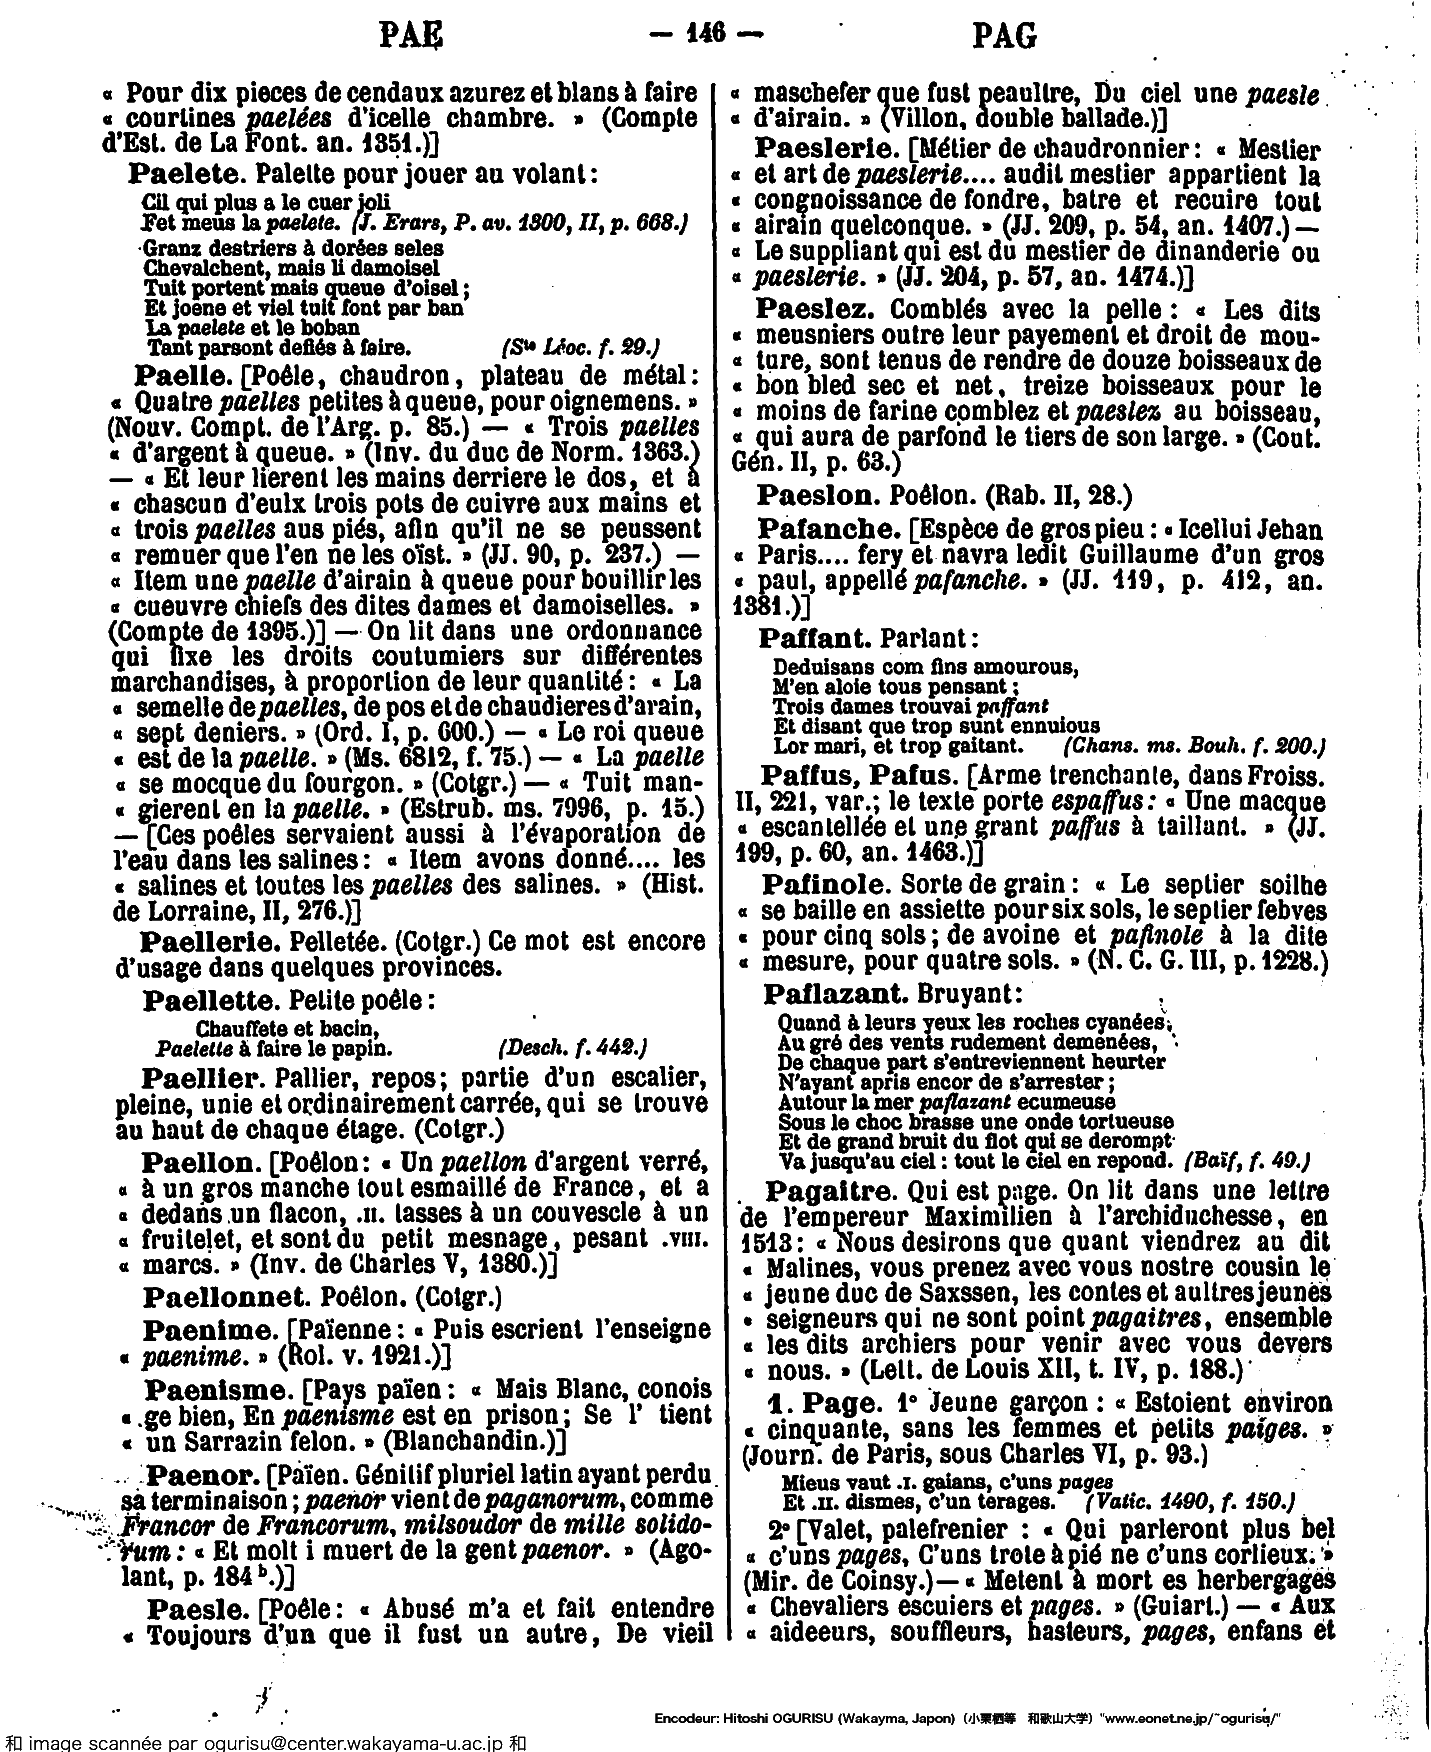 PAE
— 146 —
PAG
« Pour dix pieces de cendaux azurez et blans à faire
« courtines paelées d'icelle chambre. » (Compte
d'Est. de La Font. an. 1351.)]
Paelete. Palette pour jouer au volant :
Cil qui plus a le cuer joli
Fet meus la paelete. (J. Erars, P. av. 1300, II, p. 668.)
Granz destriers à dorées seles
Chevalchent, mais li damoisel
Tuit portent mais queue d'oisel ;
Et joene et viel tuit font par ban
La paelete et le boban
Tant parsont deflés à faire. (Ste Léoc. f. 29.)
Paelle. [Poêle, chaudron, plateau de métal :
« Quatre paelles petites à queue, pour oignemens. »
(Nouv. Compt. de l'Arg. p. 85.) — « Trois paelles
« d'argent à queue. » (Inv. du duc de Norm. 1363.)
— « Et leur lierent les mains derriere le dos, et à
« chascun d'eulx trois pots de cuivre aux mains et
« trois paelles aus piés, afin qu'il ne se peussent
« remuer que l'en ne les oïst. » (JJ. 90, p. 237.) —
« Item une paelle d'airain à queue pour bouillir les
« cueuvre chiefs des dites dames et damoiselles. »
(Compte de 1395.)] — On lit dans une ordonnance
qui fixe les droits coutumiers sur différentes
marchandises, à proportion de leur quantité : « La
« semelle de paelles, de pos et de chaudieres d'arain,
« sept deniers. » (Ord. I, p. 600.) — « Le roi queue
« est de la paelle. » (Ms. 6812, f. 75.) — « La paelle
« se mocque du fourgon. » (Cotgr.) — « Tuit man-
« gierent en la paelle. » (Estrub. ms. 7996, p. 15.)
— [Ces poêles servaient aussi à l'évaporation de
l'eau dans les salines : « Item avons donné.... les
« salines et toutes les paelles des salines. » (Hist.
de Lorraine, II, 276.)]
Paellerie. Pelletée. (Cotgr.) Ce mot est encore
d'usage dans quelques provinces.
Paellette. Petite poêle :
Chauffete et bacin,
Paelette à faire le papin. (Desch. f. 442.)
Paellier. Pallier, repos ; partie d'un escalier,
pleine, unie et ordinairement carrée, qui se trouve
au haut de chaque étage. (Cotgr.)
Paellon. [Poêlon : « Un paellon d'argent verré,
« à un gros manche tout esmaillé de France, et a
« dedans un flacon, .II. tasses à un couvescle à un
« fruitelet, et sont du petit mesnage, pesant .VIII.
« marcs. » (Inv. de Charles V, 1380.)]
Paellonnet. Poêlon. (Cotgr.)
Paenime. [Païenne : « Puis escrient l'enseigne
« paenime. » (Rol. v. 1921.)]
Paenisme. [Pays païen : « Mais Blanc, conois
« ge bien, En paenisme est en prison ; Se l' tient
« un Sarrazin felon. » (Blanchandin.)]
Paenor. [Païen. Génitif pluriel latin ayant perdu
sa terminaison ; paenor vient de paganorum, comme
Francor de Francorum, milsoudor de mille solido-
rum : « Et molt i muert de la gent paenor. » (Ago-
lant, p. 184 b.)]
Paesle. [Poêle : « Abusé m'a et fait entendre
« Toujours d'un que il fust un autre, De vieil
« maschefer que fust peaultre, Du ciel une paesle
« d'airain. » (Villon, double ballade.)]
Paeslerie. [Métier de chaudronnier : « Mestier
« et art de paeslerie.... audit mestier appartient la
« congnoissance de fondre, batre et recuire tout
« airain quelconque. » (JJ. 209, p. 54, an. 1407.) —
« Le suppliant qui est du mestier de dinanderie ou
« paeslerie. » (JJ. 204, p. 57, an. 1474.)]
Paeslez. Comblés avec la pelle : « Les dits
« meusniers outre leur payement et droit de mou-
« ture, sont tenus de rendre de douze boisseaux de
« bon bled sec et net, treize boisseaux pour le
« moins de farine comblez et paeslez au boisseau,
« qui aura de parfond le tiers de son large. » (Cout.
Gén. II, p. 63.)
Paeslon. Poêlon. (Rab. II, 28.)
Pafanche. [Espèce de gros pieu : « Icellui Jehan
« Paris.... fery et navra ledit Guillaume d'un gros
« paul, appellé pafanche. » (JJ. 119, p. 412, an.
1381.)]
Paffant. Parlant :
Deduisans com fins amourous,
M'en aloie tous pensant ;
Trois dames trouvai paffant
Et disant que trop sunt ennuious
Lor mari, et trop gaitant. (Chans. ms. Bouh. f. 200.)
Paffus, Pafus. [Arme trenchante, dans Froiss.
II, 221, var.; le texte porte espaffus : « Une macque
« escantellée et une grant paffus à taillant. » (JJ.
199, p. 60, an. 1463.)]
Pafinole. Sorte de grain : « Le septier soilhe
« se baille en assiette pour six sols, le septier febves
« pour cinq sols ; de avoine et pafinole à la dite
« mesure, pour quatre sols. » (N. C. G. III, p. 1228.)
Paflazant. Bruyant :
Quand à leurs yeux les roches cyanées,
Au gré des vents rudement demenées,
De chaque part s'entreviennent heurter
N'ayant apris encor de s'arrester ;
Autour la mer paflazant ecumeuse
Sous le choc brasse une onde tortueuse
Et de grand bruit du flot qui se derompt
Va jusqu'au ciel : tout le ciel en repond. (Baïf, f. 49.)
Pagaitre. Qui est page. On lit dans une lettre
de l'empereur Maximilien à l'archiduchesse, en
1513 : « Nous desirons que quant viendrez au dit
« Malines, vous prenez avec vous nostre cousin le
« jeune duc de Saxssen, les contes et aultres jeunes
« seigneurs qui ne sont point pagaitres, ensemble
« les dits archiers pour venir avec vous devers
« nous. » (Lett. de Louis XII, t. IV, p. 188.)
1. Page. 1° Jeune garçon : « Estoient environ
« cinquante, sans les femmes et petits paiges. »
(Journ. de Paris, sous Charles VI, p. 93.)
Mieus vaut .I. gaians, c'uns pages
Et .II. dismes, c'un terages. (Vatic. 1490, f. 150.)
2° [Valet, palefrenier : « Qui parleront plus bel
« c'uns pages, C'uns trote à pié ne c'uns corlieux. »
(Mir. de Coinsy.) — « Metent à mort es herbergages
« Chevaliers escuiers et pages. » (Guiart.) — « Aux
« aideeurs, souffleurs, hasteurs, pages, enfans et
Encodeur: Hitoshi OGURISU (Wakayma, Japon) (小栗栖等 和歌山大学) "www.eonet.ne.jp/~ogurisu/"
和 image scannée par ogurisu@center.wakayama-u.ac.jp 和